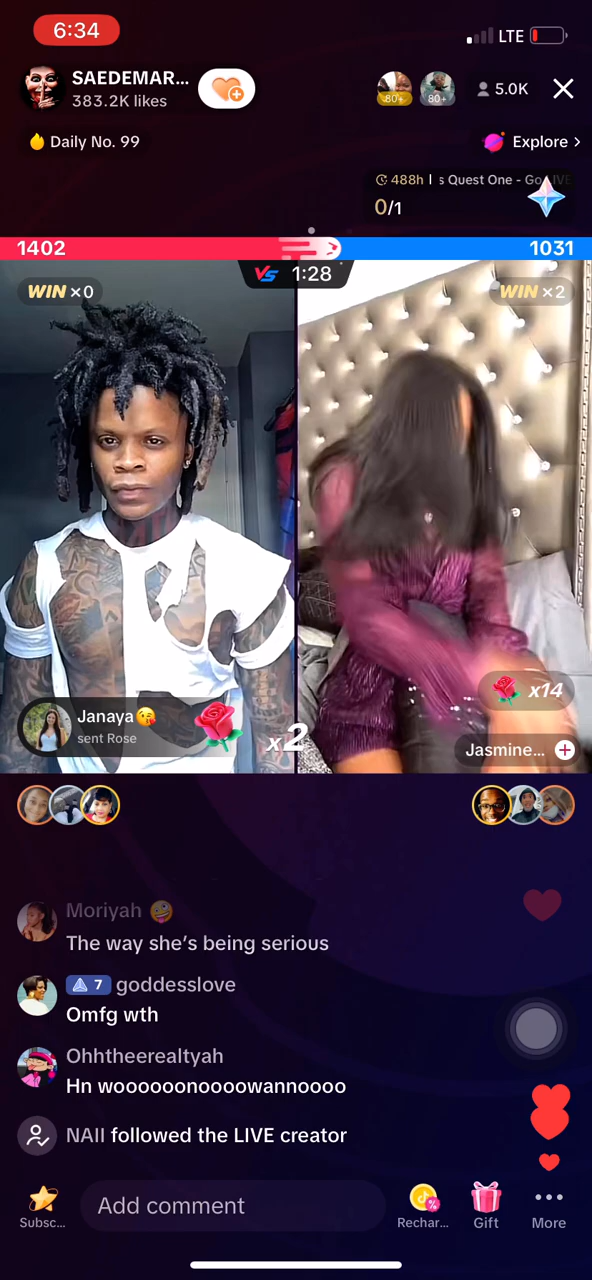 6:34
LTE
SAEDEMAR...
383.2K likes
80+
80+
5.0K
Daily No. 99
Explore >
488h
s Quest One - Go LIVE
0/1
1402
1031
VS 1:28
WIN ×0
WIN ×2
Janaya
sent Rose
x2
x14
Jasmine...
Moriyah
The way she's being serious
7 goddesslove
Omfg wth
Ohhtheerealtyah
Hn woooooonoooowannoooo
NAII followed the LIVE creator
Add comment
Subsc...
Rechar...
Gift
More